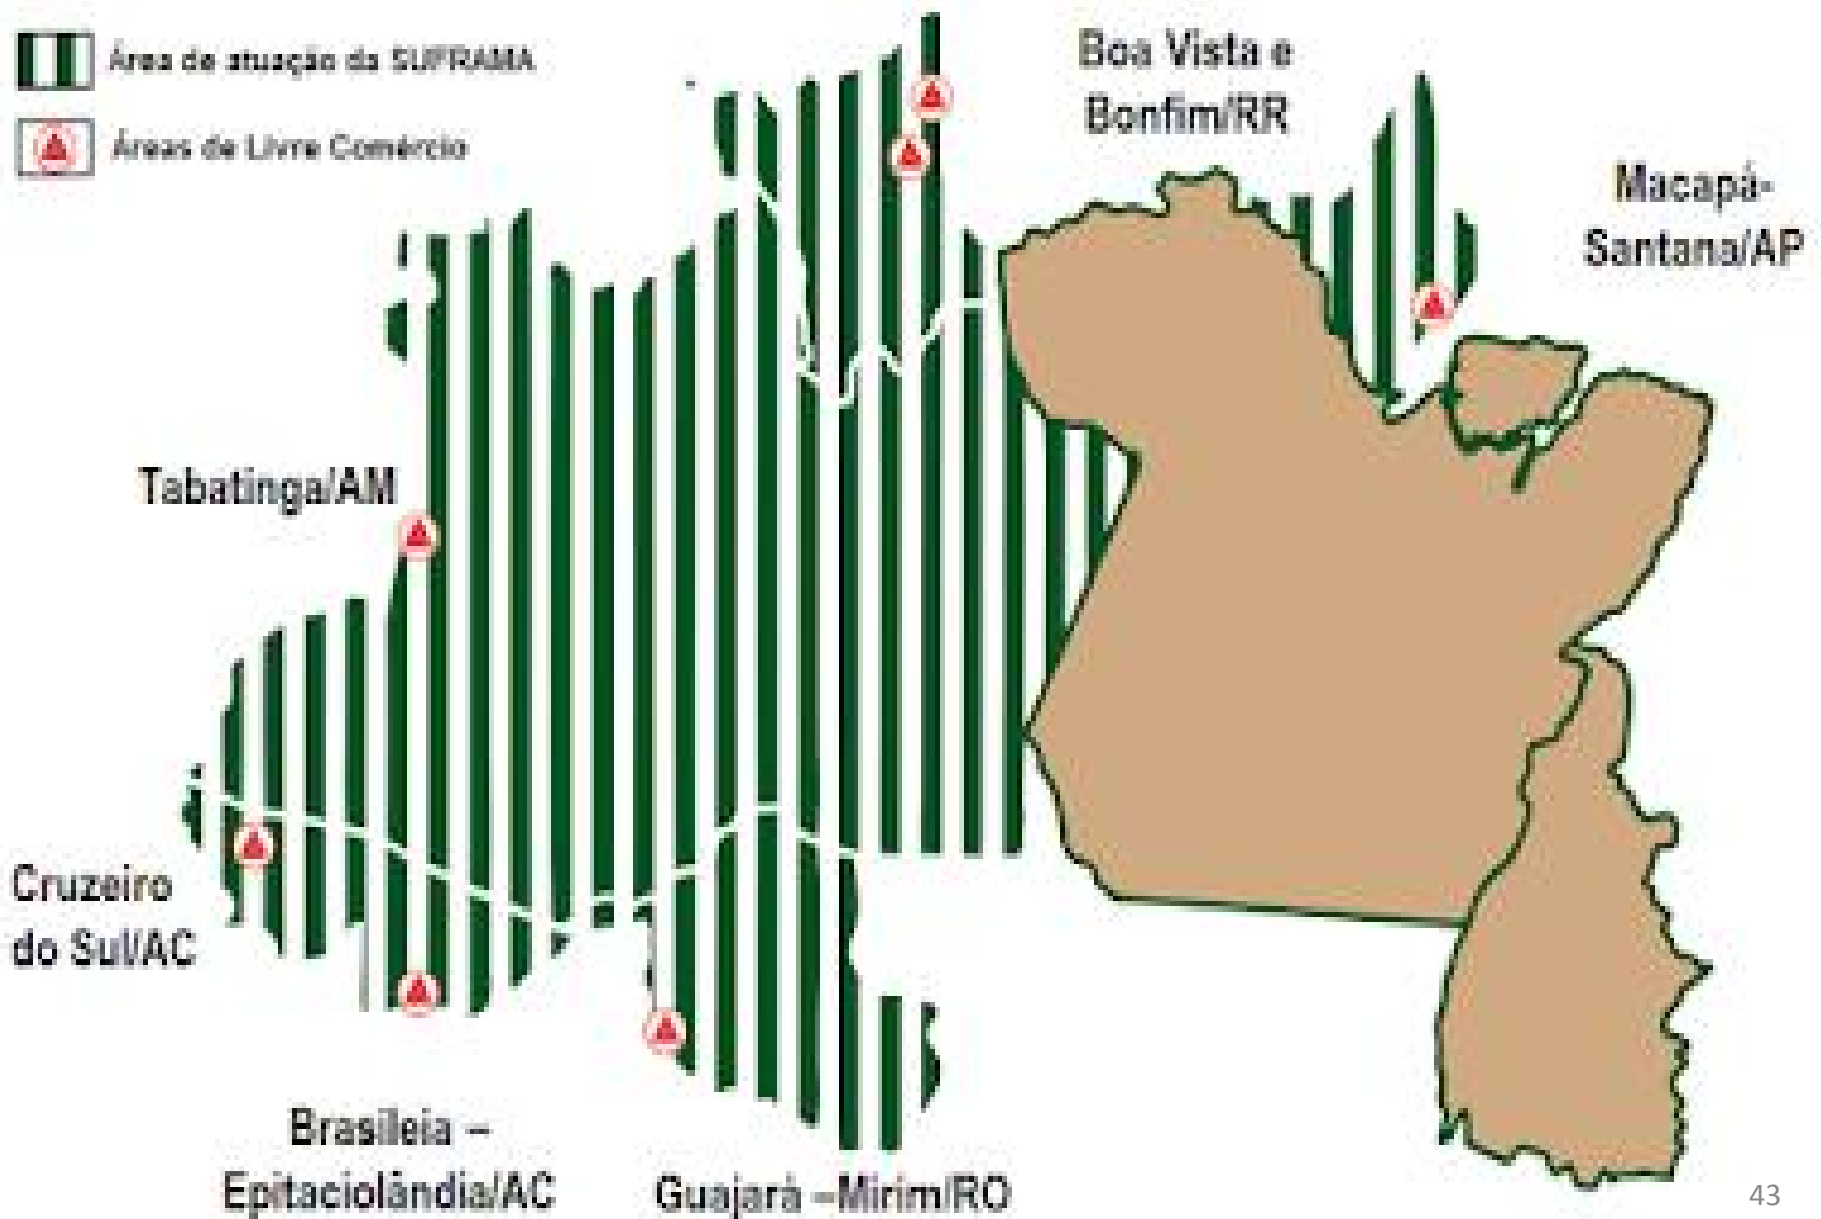 Área de atuação da SUFRAMA
Áreas de Livre Comércio
Boa Vista e
Bonfim/RR
Macapá-
Santana/AP
Tabatinga/AM
Cruzeiro
do Sul/AC
Brasileia –
Epitaciolândia/AC
Guajará –Mirim/RO
43